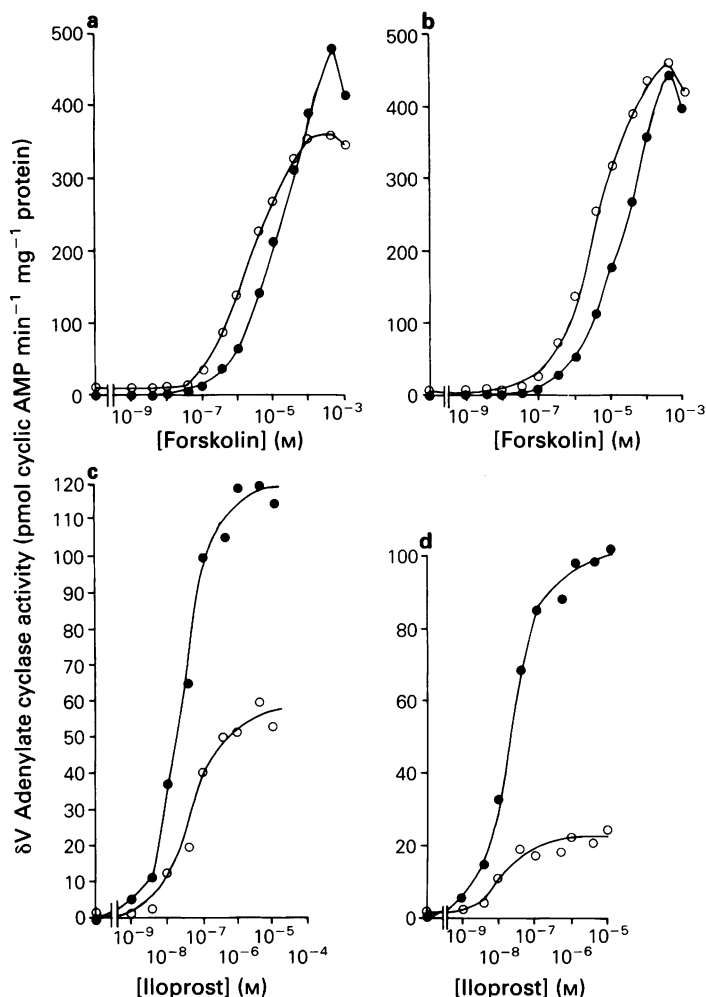 a
b
δV Adenylate cyclase activity (pmol cyclic AMP min⁻¹ mg⁻¹ protein)
500
400
300
200
100
0
10⁻⁹ 10⁻⁷ 10⁻⁵ 10⁻³
[Forskolin] (M)
500
400
300
200
100
0
10⁻⁹ 10⁻⁷ 10⁻⁵ 10⁻³
[Forskolin] (M)
c
120
110
100
90
80
70
60
50
40
30
20
10
0
10⁻⁹ 10⁻⁷ 10⁻⁵
10⁻⁸ 10⁻⁶ 10⁻⁴
[Iloprost] (M)
d
100
80
60
40
20
0
10⁻⁹ 10⁻⁷ 10⁻⁵
10⁻⁸ 10⁻⁶
[Iloprost] (M)